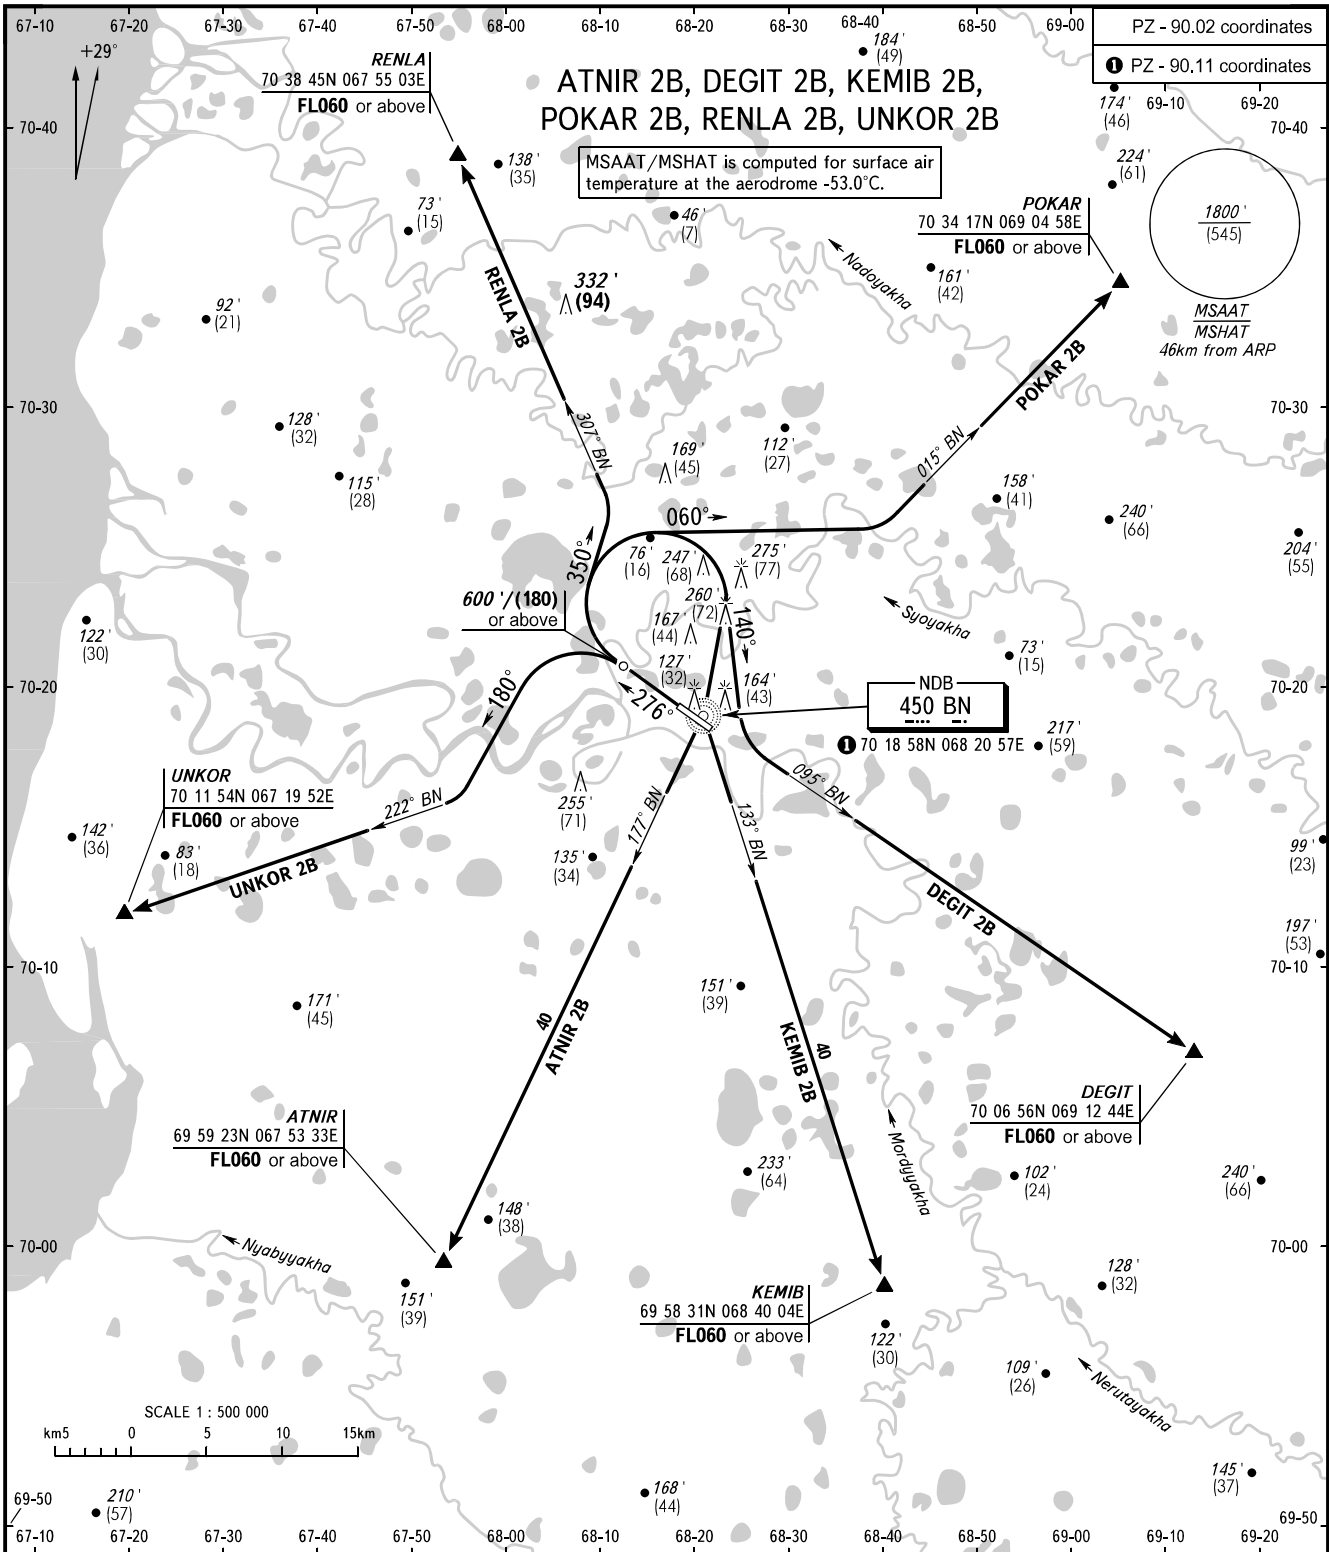 67-10 67-20 67-30 67-40 67-50 68-00 68-10 68-20 68-30 68-40 68-50 69-00
PZ - 90.02 coordinates
❶ PZ - 90.11 coordinates
69-10 69-20
+29°
RENLA
70 38 45N 067 55 03E
FL060 or above
184'
(49)
ATNIR 2B, DEGIT 2B, KEMIB 2B,
POKAR 2B, RENLA 2B, UNKOR 2B
MSAAT/MSHAT is computed for surface air
temperature at the aerodrome -53.0°C.
174'
(46)
70-40
70-40
138'
(35)
224'
(61)
73'
(15)
46'
(7)
POKAR
70 34 17N 069 04 58E
FL060 or above
1800'
(545)
MSAAT
MSHAT
46km from ARP
Nadoyakha
161'
(42)
RENLA 2B
332'
(94)
92'
(21)
POKAR 2B
70-30
70-30
128'
(32)
307° BN
112'
(27)
169'
(45)
015° BN
115'
(28)
158'
(41)
240'
(66)
060°
204'
(55)
350°
76'
(16)
247'
(68)
275'
(77)
600'/(180)
or above
260'
(72)
140°
Syoyakha
122'
(30)
167'
(44)
73'
(15)
127'
(32)
164'
(43)
70-20
70-20
180°
276°
NDB
450 BN
❶ 70 18 58N 068 20 57E
217'
(59)
UNKOR
70 11 54N 067 19 52E
FL060 or above
222° BN
255'
(71)
177° BN
133° BN
095° BN
142'
(36)
83'
(18)
UNKOR 2B
135'
(34)
99'
(23)
DEGIT 2B
197'
(53)
70-10
70-10
171'
(45)
151'
(39)
40
ATNIR 2B
40
KEMIB 2B
ATNIR
69 59 23N 067 53 33E
FL060 or above
DEGIT
70 06 56N 069 12 44E
FL060 or above
Mordyyakha
233'
(64)
102'
(24)
240'
(66)
148'
(38)
70-00
70-00
Nyabyyakha
151'
(39)
128'
(32)
KEMIB
69 58 31N 068 40 04E
FL060 or above
122'
(30)
109'
(26)
Nerutayakha
SCALE 1 : 500 000
km5 0 5 10 15km
145'
(37)
168'
(44)
210'
(57)
69-50
69-50
67-10 67-20 67-30 67-40 67-50 68-00 68-10 68-20 68-30 68-40 68-50 69-00 69-10 69-20